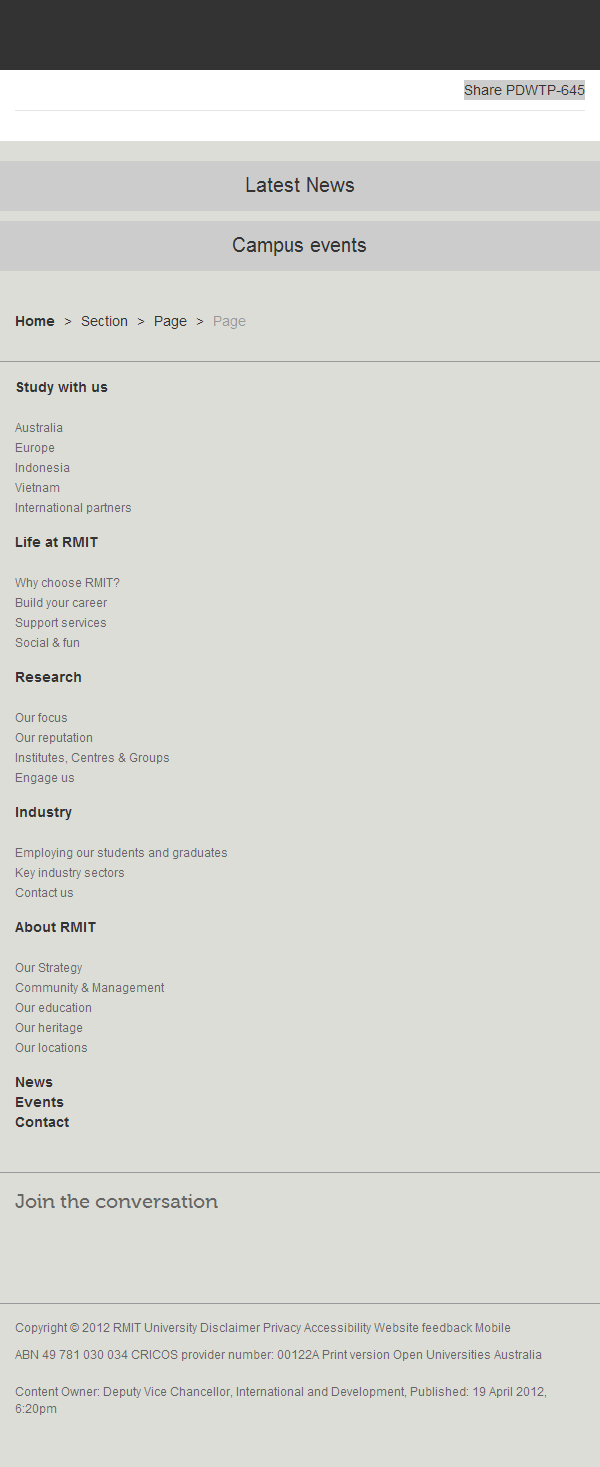 Share PDWTP-645
Latest News
Campus events
Home > Section > Page > Page
Study with us
Australia
Europe
Indonesia
Vietnam
International partners
Life at RMIT
Why choose RMIT?
Build your career
Support services
Social & fun
Research
Our focus
Our reputation
Institutes, Centres & Groups
Engage us
Industry
Employing our students and graduates
Key industry sectors
Contact us
About RMIT
Our Strategy
Community & Management
Our education
Our heritage
Our locations
News
Events
Contact
Join the conversation
Copyright © 2012 RMIT University Disclaimer Privacy Accessibility Website feedback Mobile
ABN 49 781 030 034 CRICOS provider number: 00122A Print version Open Universities Australia
Content Owner: Deputy Vice Chancellor, International and Development, Published: 19 April 2012,
6:20pm